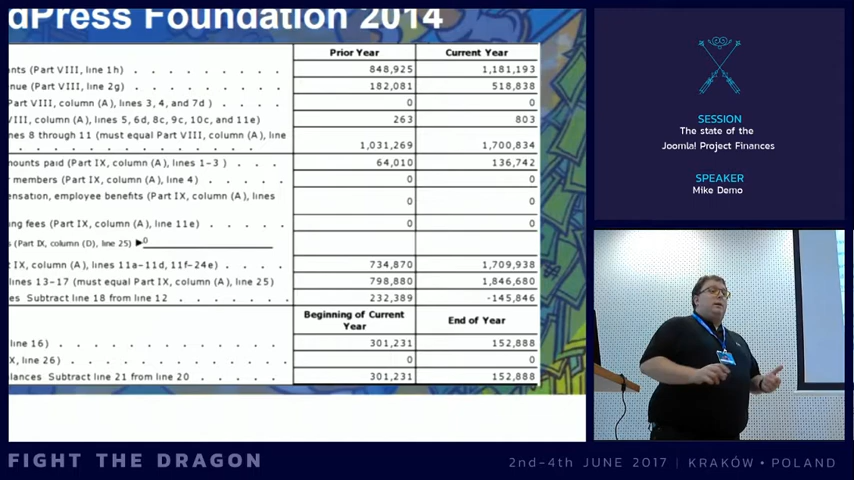 dPress Foundation 2014
Prior Year Current Year
nts (Part VIII, line 1h) . . . . . . . . . 848,925 1,181,193
nue (Part VIII, line 2g) . . . . . . . . . 182,081 518,838
Part VIII, column (A), lines 3, 4, and 7d ) . . . . 0 0
VIII, column (A), lines 5, 6d, 8c, 9c, 10c, and 11e) 263 803
nes 8 through 11 (must equal Part VIII, column (A), line
. . . . . . . . . . . . . . 1,031,269 1,700,834
mounts paid (Part IX, column (A), lines 1–3 ) . . . 64,010 136,742
members (Part IX, column (A), line 4) . . . . . 0 0
ensation, employee benefits (Part IX, column (A), lines
0 0
ng fees (Part IX, column (A), line 11e) . . . . . 0 0
s (Part IX, column (D), line 25) ▶0
IX, column (A), lines 11a–11d, 11f–24e) . . . . 734,870 1,709,938
lines 13–17 (must equal Part IX, column (A), line 25) 798,880 1,846,680
Subtract line 18 from line 12 . . . . . . . 232,389 -145,846
Beginning of Current Year End of Year
line 16) . . . . . . . . . . . . 301,231 152,888
X, line 26) . . . . . . . . . . . . 0 0
lances Subtract line 21 from line 20 . . . . . 301,231 152,888
SESSION
The state of the
Joomla! Project Finances
SPEAKER
Mike Demo
FIGHT THE DRAGON
2nd-4th JUNE 2017 | KRAKÓW • POLAND